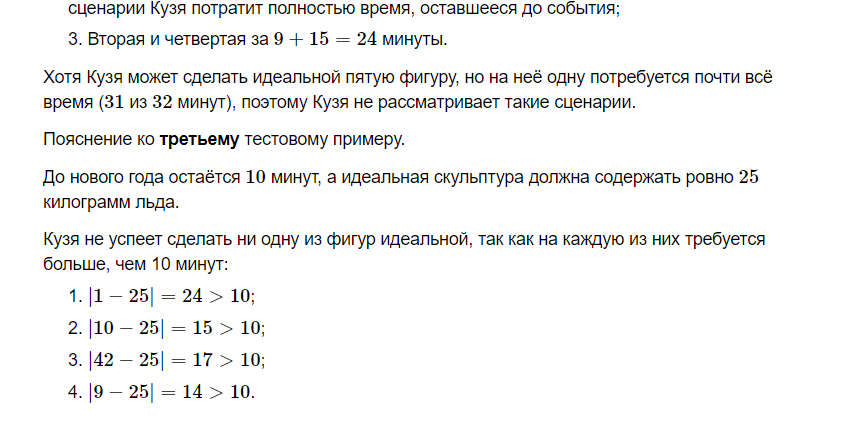 сценарии Кузя потратит полностью время, оставшееся до события;
3. Вторая и четвертая за 9 + 15 = 24 минуты.
Хотя Кузя может сделать идеальной пятую фигуру, но на неё одну потребуется почти всё
время (31 из 32 минут), поэтому Кузя не рассматривает такие сценарии.
Пояснение ко третьему тестовому примеру.
До нового года остаётся 10 минут, а идеальная скульптура должна содержать ровно 25
килограмм льда.
Кузя не успеет сделать ни одну из фигур идеальной, так как на каждую из них требуется
больше, чем 10 минут:
1. |1 − 25| = 24 > 10;
2. |10 − 25| = 15 > 10;
3. |42 − 25| = 17 > 10;
4. |9 − 25| = 14 > 10.